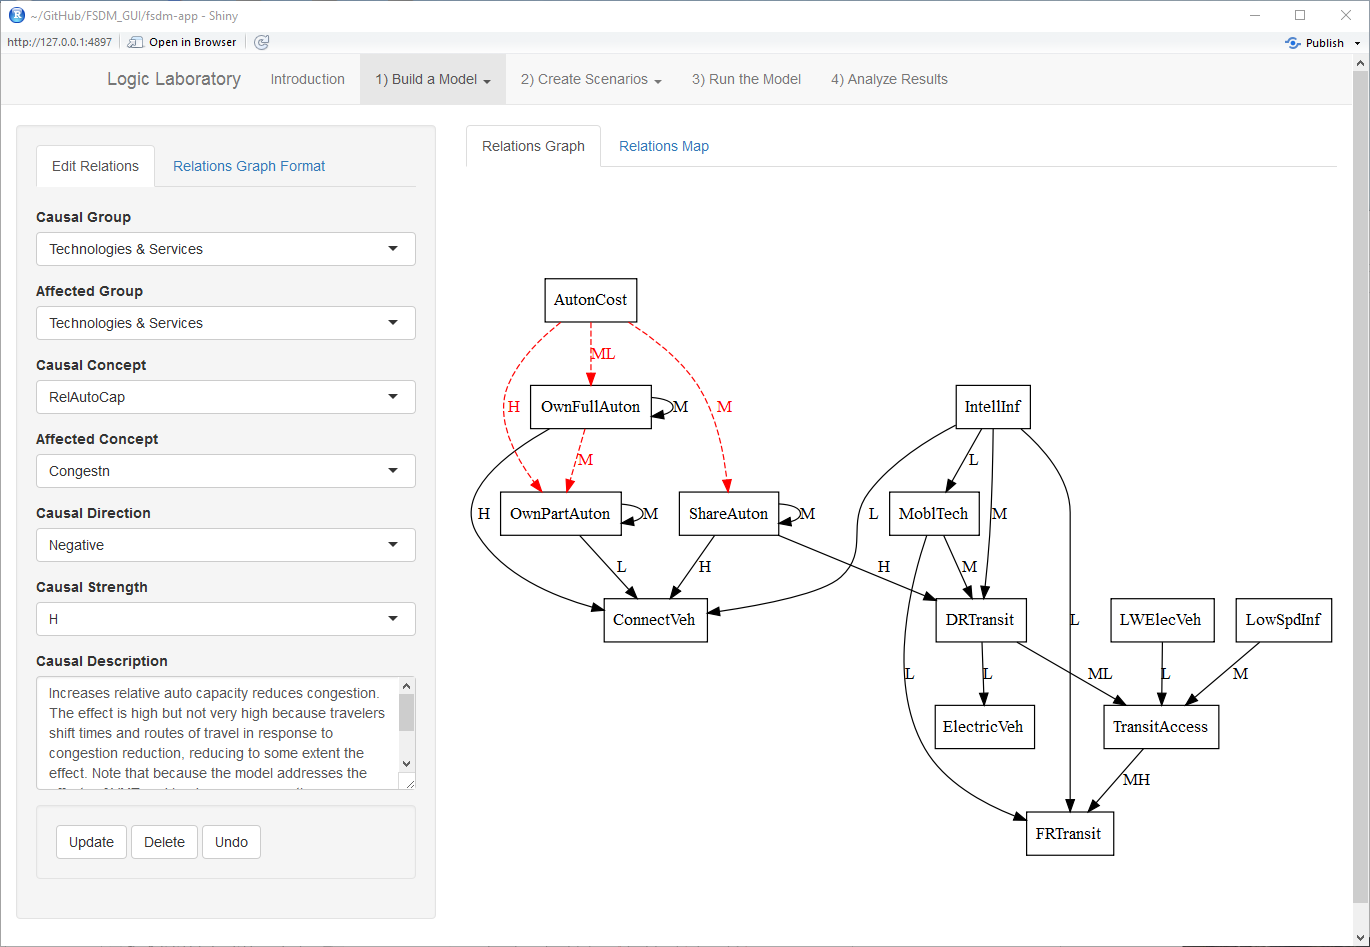 ~/GitHub/FSDM_GUI/fsdm-app - Shiny
http://127.0.0.1:4897
Open in Browser
Publish
Logic Laboratory
Introduction
1) Build a Model
2) Create Scenarios
3) Run the Model
4) Analyze Results
Edit Relations
Relations Graph Format
Causal Group
Technologies & Services
Affected Group
Technologies & Services
Causal Concept
RelAutoCap
Affected Concept
Congestn
Causal Direction
Negative
Causal Strength
H
Causal Description
Increases relative auto capacity reduces congestion.
The effect is high but not very high because travelers
shift times and routes of travel in response to
congestion reduction, reducing to some extent the
effect. Note that because the model addresses the
Update
Delete
Undo
Relations Graph
Relations Map
AutonCost
ML
H
OwnFullAuton
M
M
IntellInf
M
L
OwnPartAuton
M
ShareAuton
M
MoblTech
H
L
M
L
H
H
M
ConnectVeh
DRTransit
LWElecVeh
LowSpdInf
L
L
L
ML
L
M
ElectricVeh
TransitAccess
MH
FRTransit